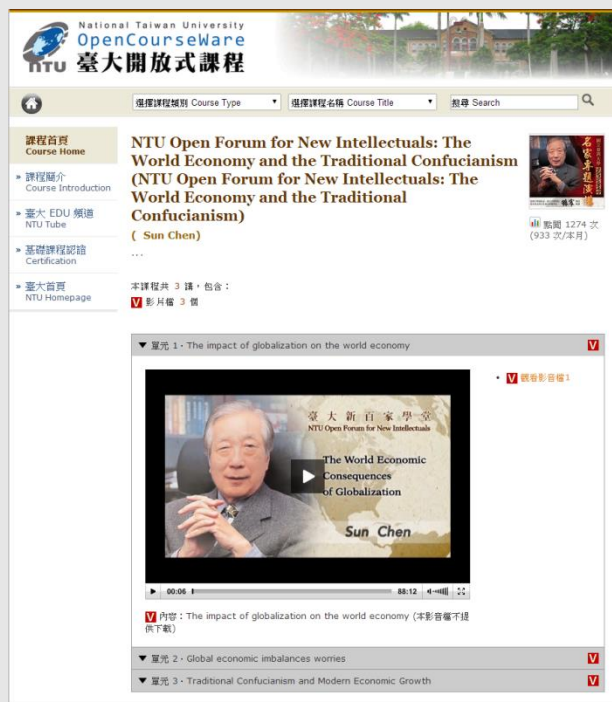 National Taiwan University
OpenCourseWare
NTU 臺大開放式課程
選擇課程類別 Course Type
選擇課程名稱 Course Title
搜尋 Search
課程首頁
Course Home
» 課程簡介
Course Introduction
» 臺大 EDU 頻道
NTU Tube
» 基礎課程認證
Certification
» 臺大首頁
NTU Homepage
NTU Open Forum for New Intellectuals: The
World Economy and the Traditional Confucianism
(NTU Open Forum for New Intellectuals: The
World Economy and the Traditional
Confucianism)
( Sun Chen)
...
點閱 1274 次
(933 次/本月)
本課程共 3 講，包含：
V 影片檔 3 個
▼ 單元 1 - The impact of globalization on the world economy V
• V 觀看影音檔1
臺大新百家學堂
NTU Open Forum for New Intellectuals
The World Economic
Consequences
of Globalization
Sun Chen
00:06
88:12
V 內容：The impact of globalization on the world economy (本影音檔不提
供下載)
▼ 單元 2 - Global economic imbalances worries V
▼ 單元 3 - Traditional Confucianism and Modern Economic Growth V